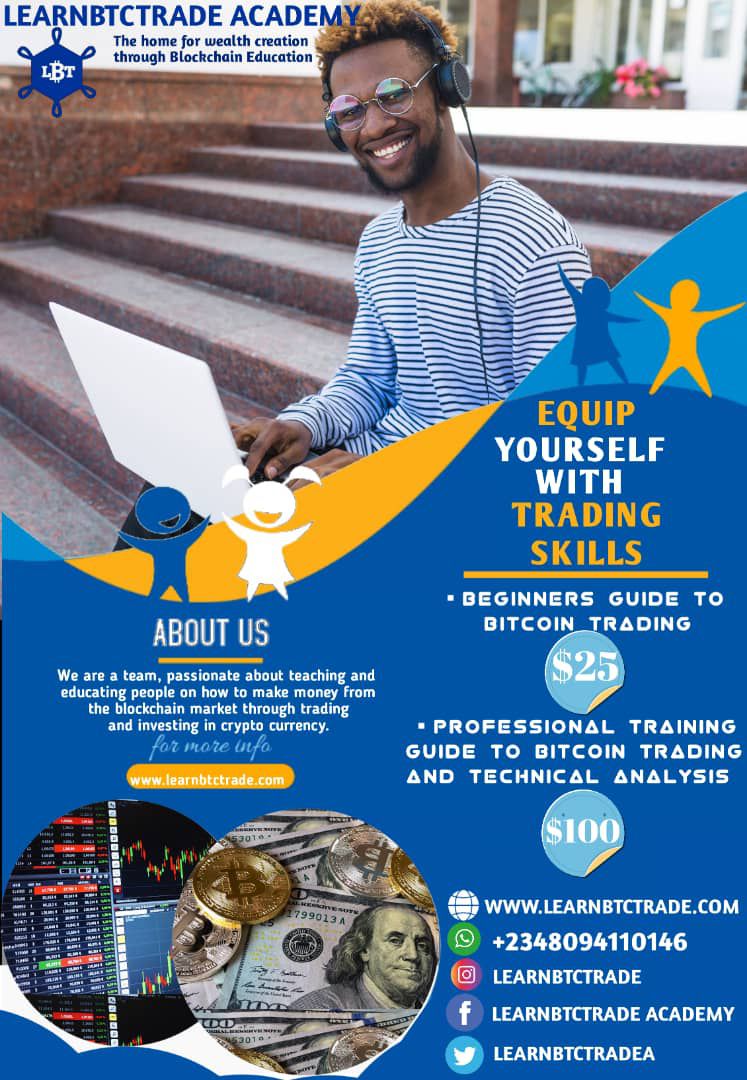 LEARNBTCTRADE ACADEMY
The home for wealth creation
through Blockchain Education
LBT
EQUIP
YOURSELF
WITH
TRADING
SKILLS
▪ BEGINNERS GUIDE TO
BITCOIN TRADING
$25
▪ PROFESSIONAL TRAINING
GUIDE TO BITCOIN TRADING
AND TECHNICAL ANALYSIS
$100
ABOUT US
We are a team, passionate about teaching and
educating people on how to make money from
the blockchain market through trading
and investing in crypto currency.
for more info
www.learnbtctrade.com
WWW.LEARNBTCTRADE.COM
+2348094110146
LEARNBTCTRADE
LEARNBTCTRADE ACADEMY
LEARNBTCTRADEA